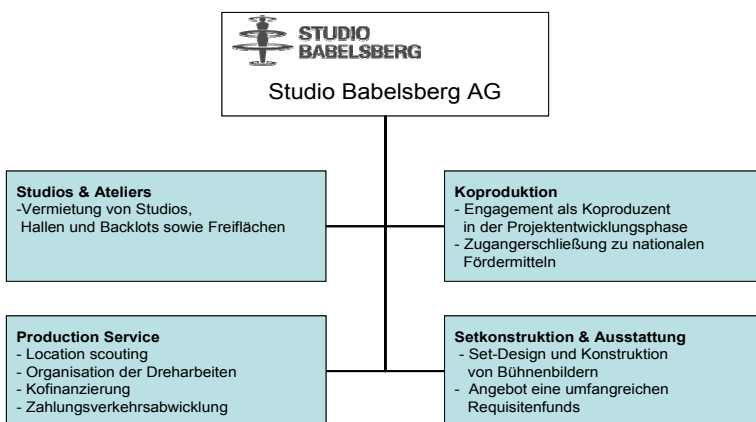 STUDIO
BABELSBERG
Studio Babelsberg AG
Studios & Ateliers
-Vermietung von Studios,
Hallen und Backlots sowie Freiflächen
Koproduktion
- Engagement als Koproduzent
in der Projektentwicklungsphase
- Zugangerschließung zu nationalen
Fördermitteln
Production Service
- Location scouting
- Organisation der Dreharbeiten
- Kofinanzierung
- Zahlungsverkehrsabwicklung
Setkonstruktion & Ausstattung
- Set-Design und Konstruktion
von Bühnenbildern
- Angebot eine umfangreichen
Requisitenfunds